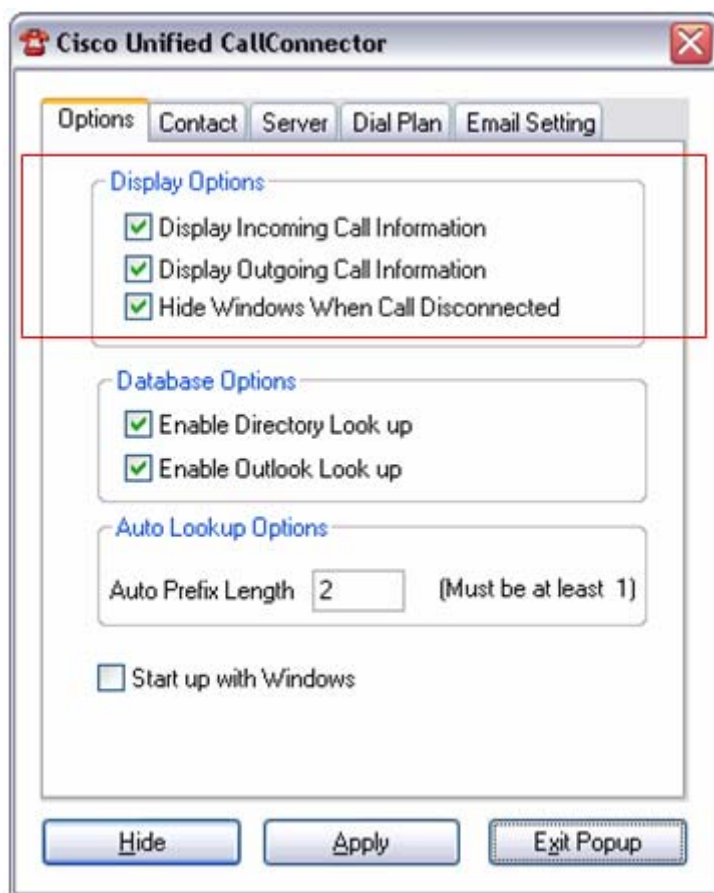 Cisco Unified CallConnector
Options Contact Server Dial Plan Email Setting
Display Options
Display Incoming Call Information
Display Outgoing Call Information
Hide Windows When Call Disconnected
Database Options
Enable Directory Look up
Enable Outlook Look up
Auto Lookup Options
Auto Prefix Length 2 (Must be at least 1)
Start up with Windows
Hide Apply Exit Popup